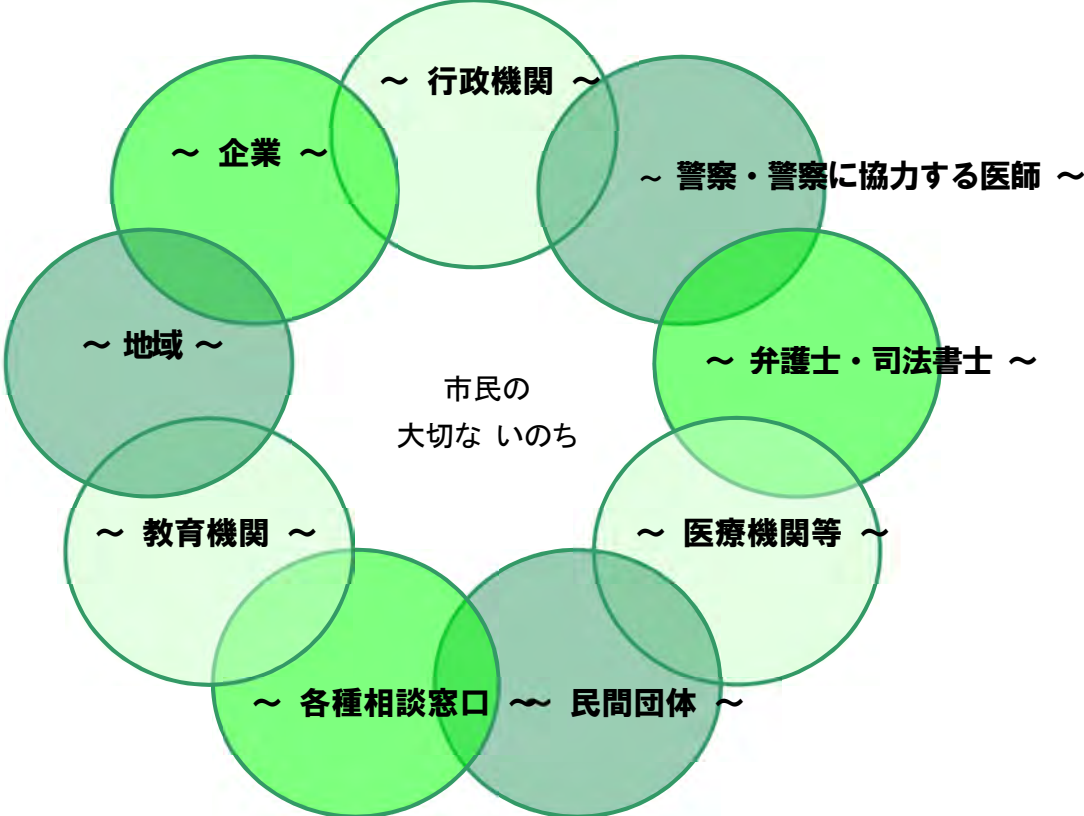 ～ 行政機関 ～
～ 企業 ～
～ 警察・警察に協力する医師 ～
～ 地域 ～
～ 弁護士・司法書士 ～
市民の
大切な いのち
～ 教育機関 ～
～ 医療機関等 ～
～ 各種相談窓口 ～
～ 民間団体 ～